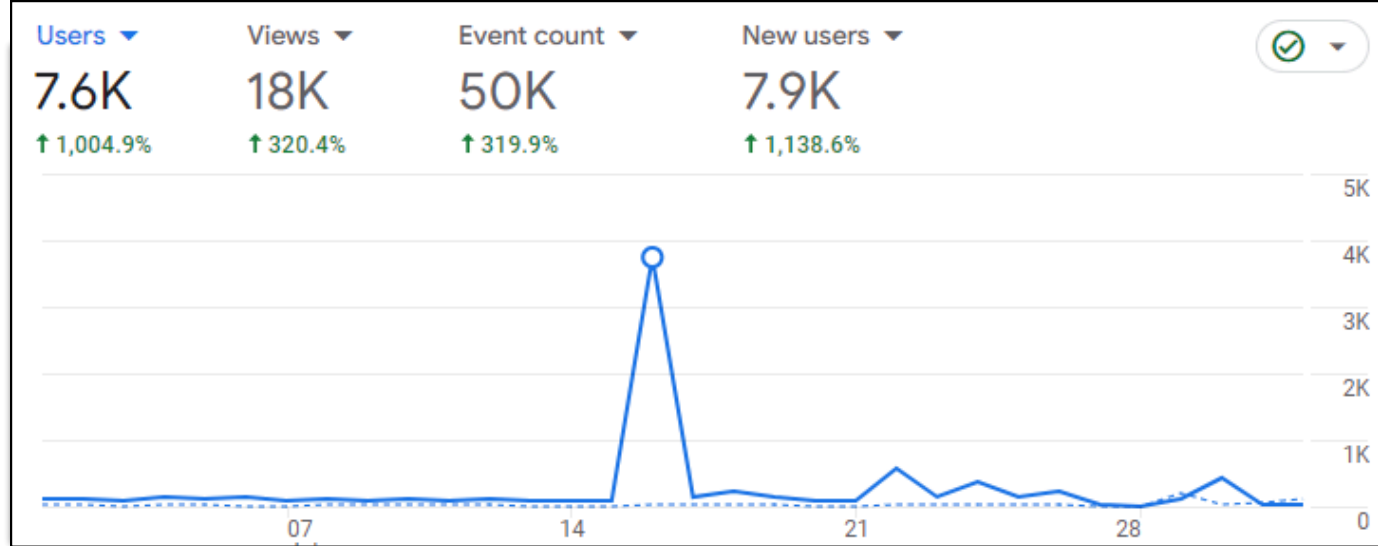 Users Views Event count New users
7.6K 18K 50K 7.9K
↑ 1,004.9% ↑ 320.4% ↑ 319.9% ↑ 1,138.6%
5K
4K
3K
2K
1K
0
07 14 21 28